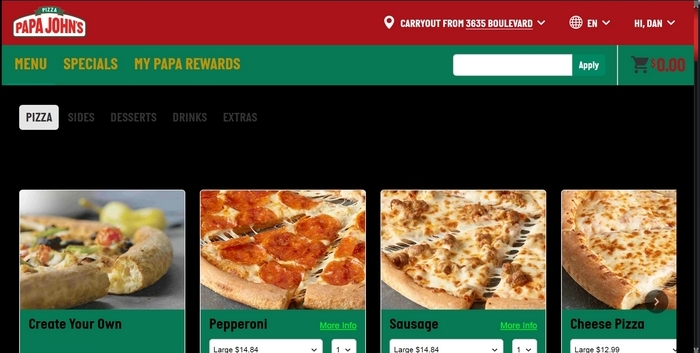 PIZZA
PAPA JOHN'S
CARRYOUT FROM 3635 BOULEVARD
EN
HI, DAN
MENU
SPECIALS
MY PAPA REWARDS
Apply
$0.00
PIZZA
SIDES
DESSERTS
DRINKS
EXTRAS
Create Your Own
Pepperoni
More Info
Sausage
More Info
Cheese Pizza
Large $14.84
1
Large $14.84
1
Large $12.99